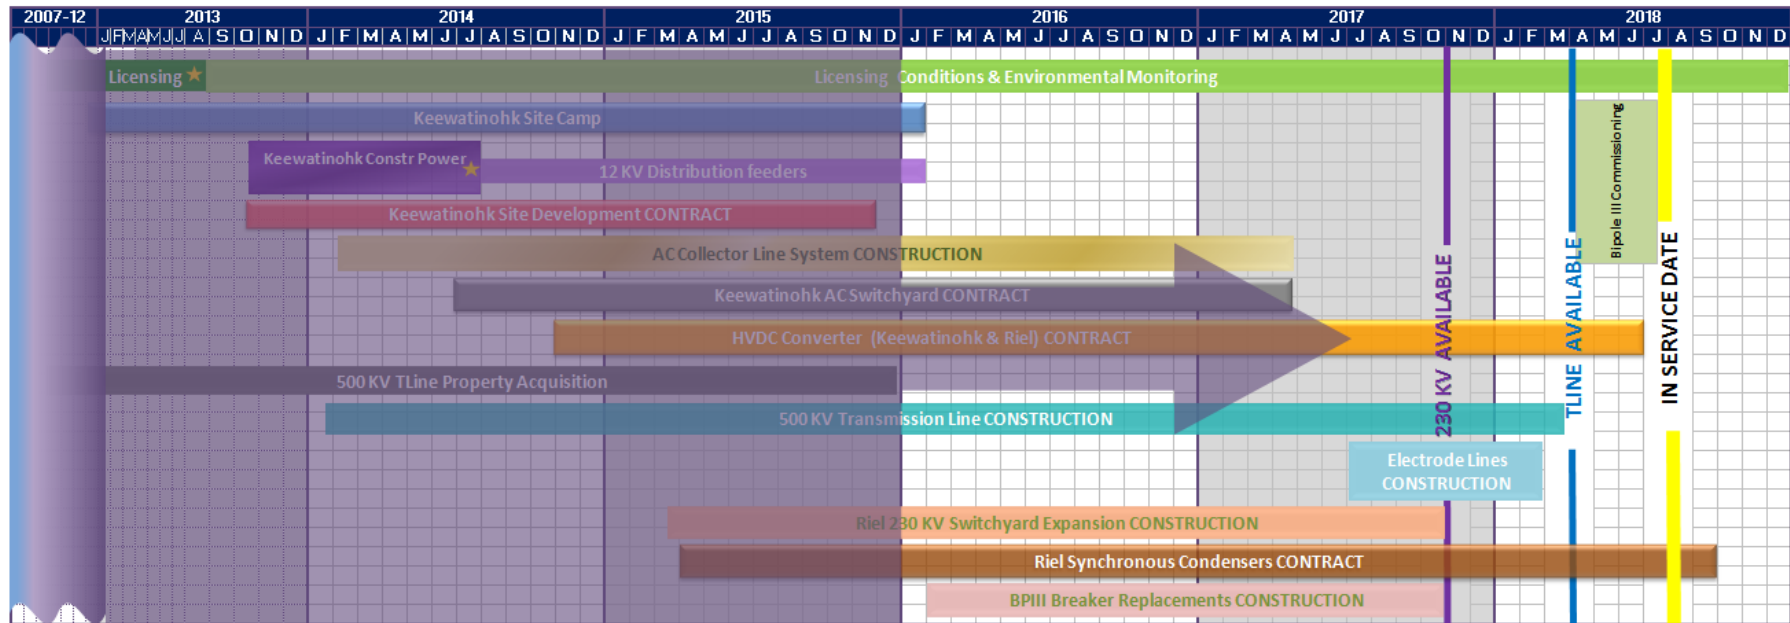 2007-12 2013 2014 2015 2016 2017 2018
J F M A M J J A S O N D J F M A M J J A S O N D J F M A M J J A S O N D J F M A M J J A S O N D J F M A M J J A S O N D J F M A M J J A S O N D
Licensing Licensing Conditions & Environmental Monitoring
Keewatinohk Site Camp
Keewatinohk Constr Power
12 KV Distribution feeders
Keewatinohk Site Development CONTRACT
AC Collector Line System CONSTRUCTION
Keewatinohk AC Switchyard CONTRACT
HVDC Converter (Keewatinohk & Riel) CONTRACT
500 KV TLine Property Acquisition
500 KV Transmission Line CONSTRUCTION
Electrode Lines
CONSTRUCTION
Riel 230 KV Switchyard Expansion CONSTRUCTION
Riel Synchronous Condensers CONTRACT
BPIII Breaker Replacements CONSTRUCTION
230 KV AVAILABLE
TLINE AVAILABLE
Bipole III Commissioning
IN SERVICE DATE